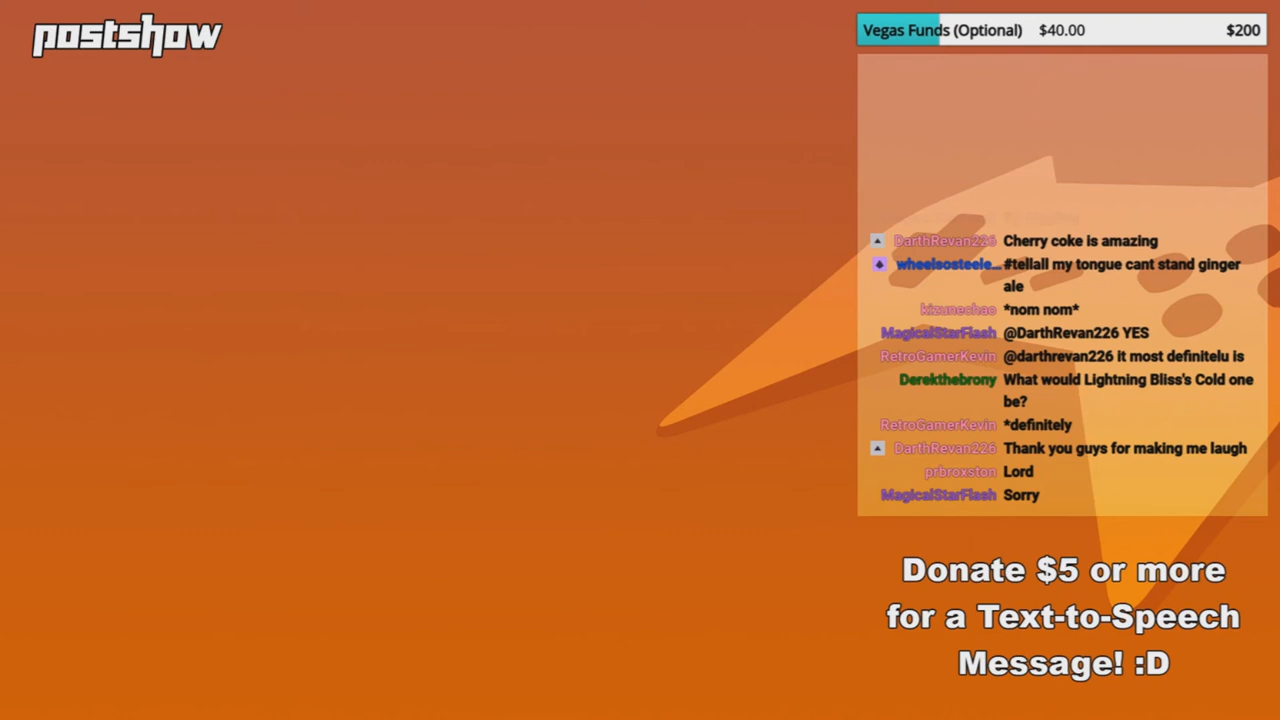 postshow
Vegas Funds (Optional) $40.00 $200
DarthRevan226 Cherry coke is amazing
wheelsosteele... #tellall my tongue cant stand ginger
ale
kizunechao *nom nom*
MagicalStarFlash @DarthRevan226 YES
RetroGamerKevin @darthrevan226 it most definitelu is
Derekthebrony What would Lightning Bliss's Cold one
be?
RetroGamerKevin *definitely
DarthRevan226 Thank you guys for making me laugh
prbroxston Lord
MagicalStarFlash Sorry
Donate $5 or more
for a Text-to-Speech
Message! :D